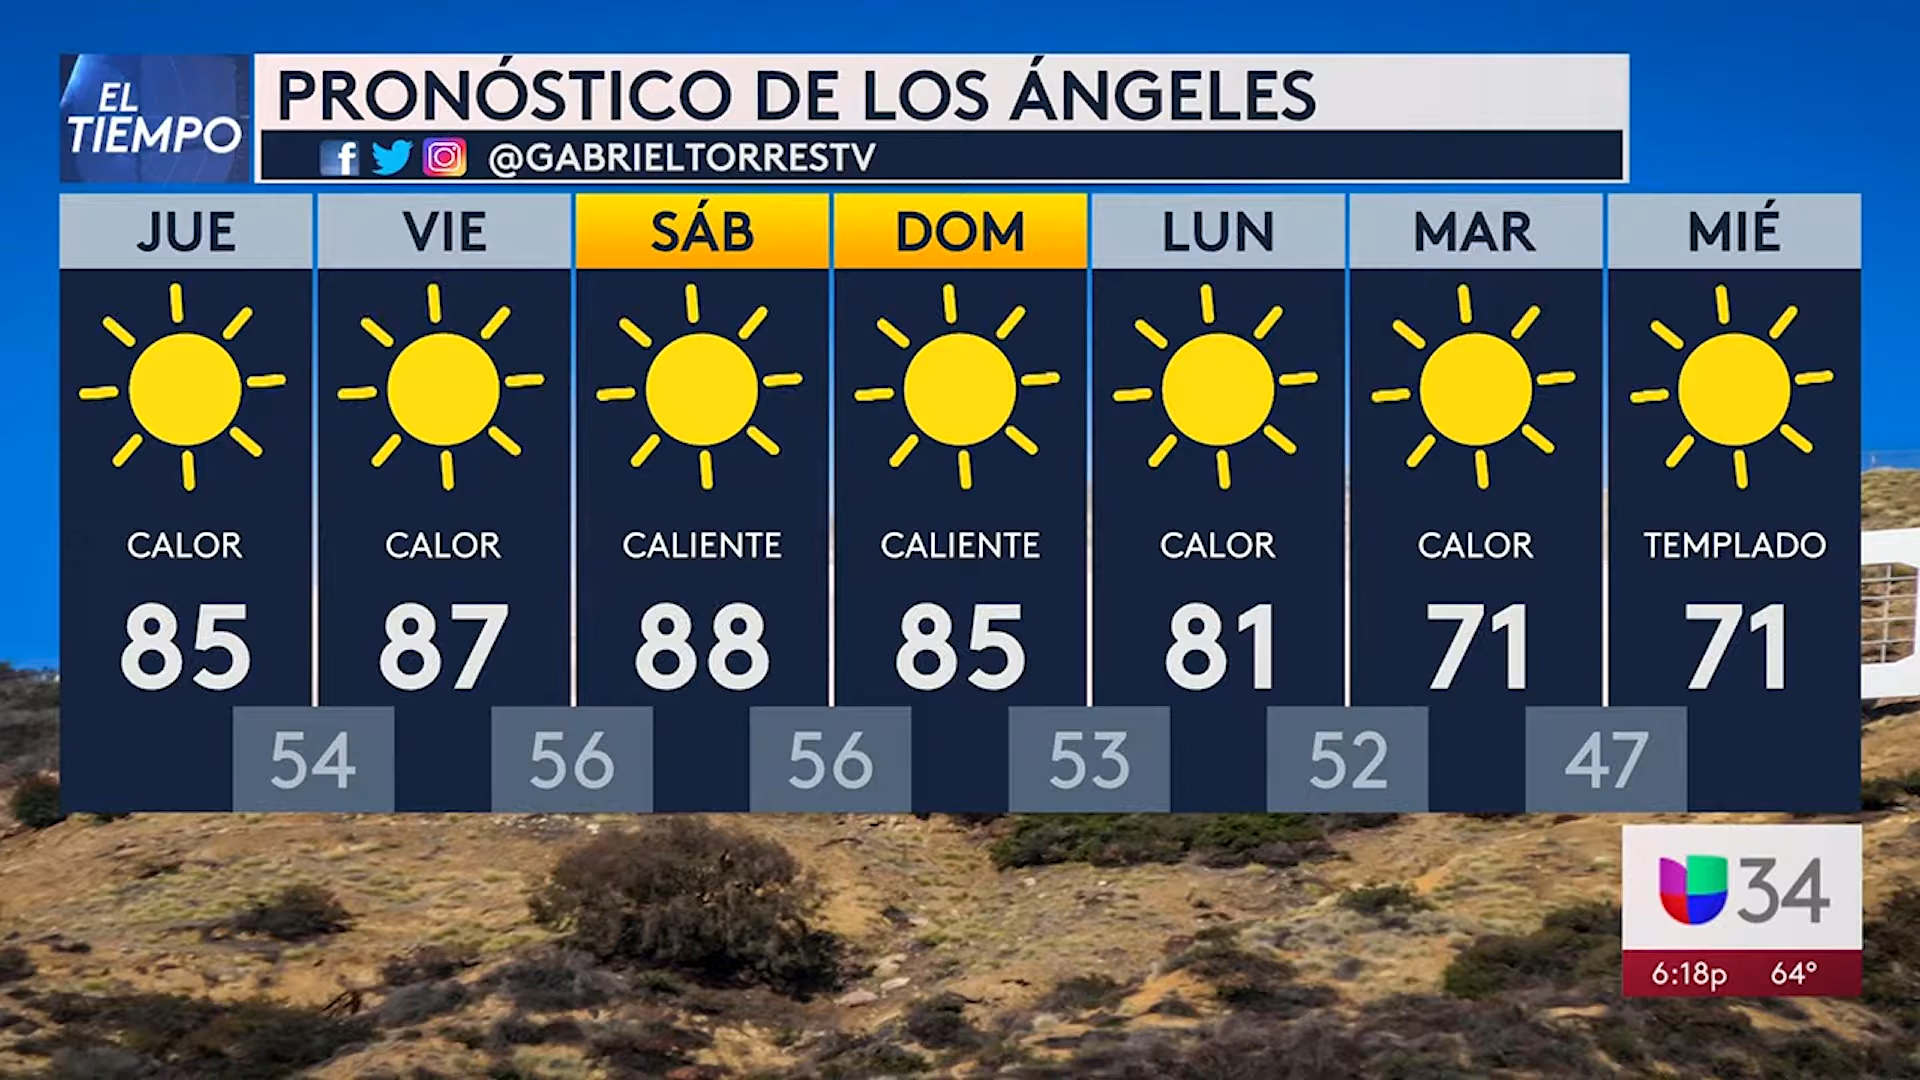 EL
TIEMPO
PRONÓSTICO DE LOS ÁNGELES
@GABRIELTORRESTV
JUE VIE SÁB DOM LUN MAR MIÉ
CALOR CALOR CALIENTE CALIENTE CALOR CALOR TEMPLADO
85 87 88 85 81 71 71
54 56 56 53 52 47
34
6:18p 64°